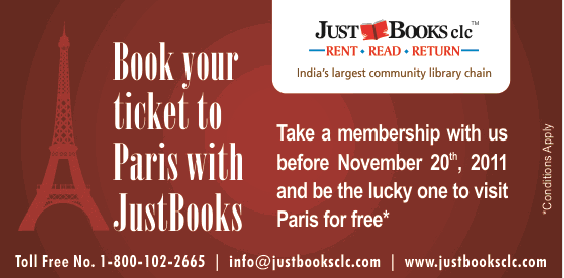 Book your
ticket to
Paris with
JustBooks
JUST BOOKS clc™
RENT • READ • RETURN
India's largest community library chain
Take a membership with us
before November 20th, 2011
and be the lucky one to visit
Paris for free*
*Conditions Apply
Toll Free No. 1-800-102-2665 | info@justbooksclc.com | www.justbooksclc.com